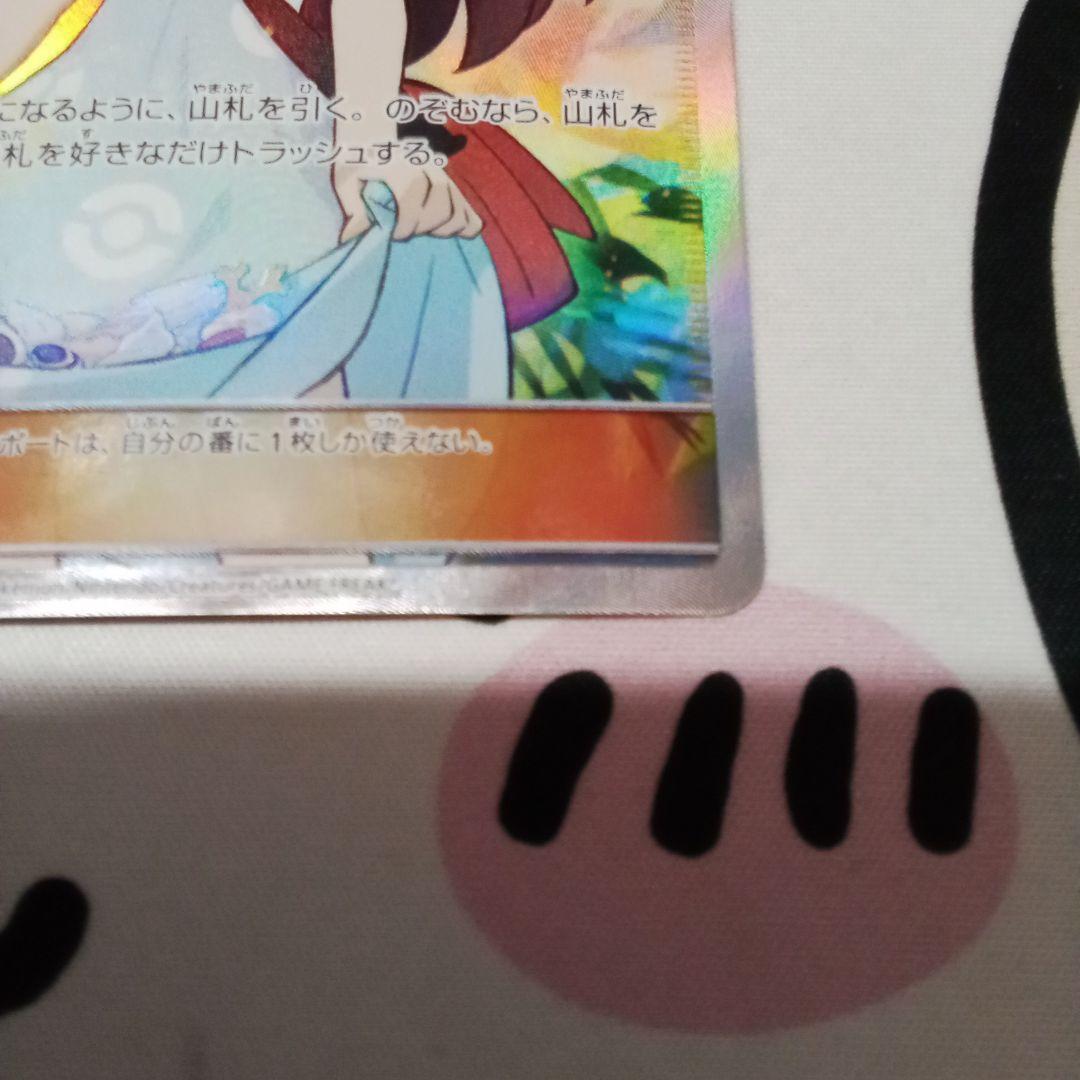 になるように、山札を引く。のぞむなら、山札を
札を好きなだけトラッシュする。
ポートは、自分の番に1枚しか使えない。
Nintendo/Creatures/GAME FREAK